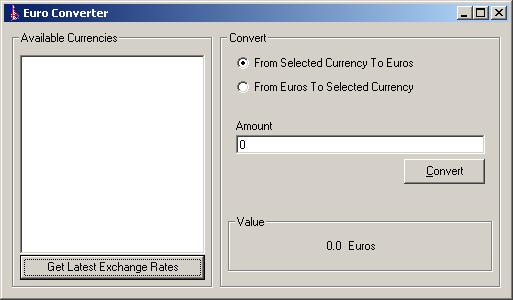 Euro Converter
Available Currencies
Get Latest Exchange Rates
Convert
From Selected Currency To Euros
From Euros To Selected Currency
Amount
0
Convert
Value
0.0 Euros